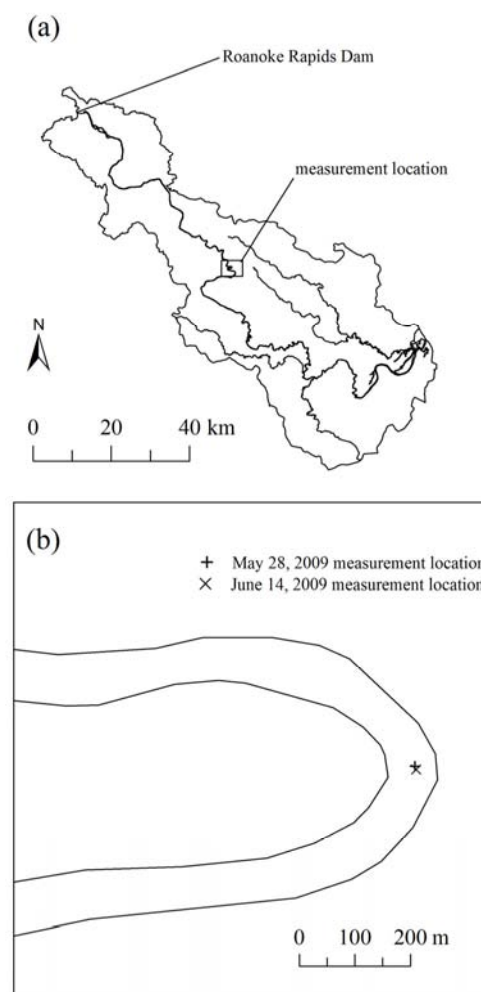 (a)
Roanoke Rapids Dam
measurement location
N
0 20 40 km
(b)
+ May 28, 2009 measurement location
× June 14, 2009 measurement location
0 100 200 m